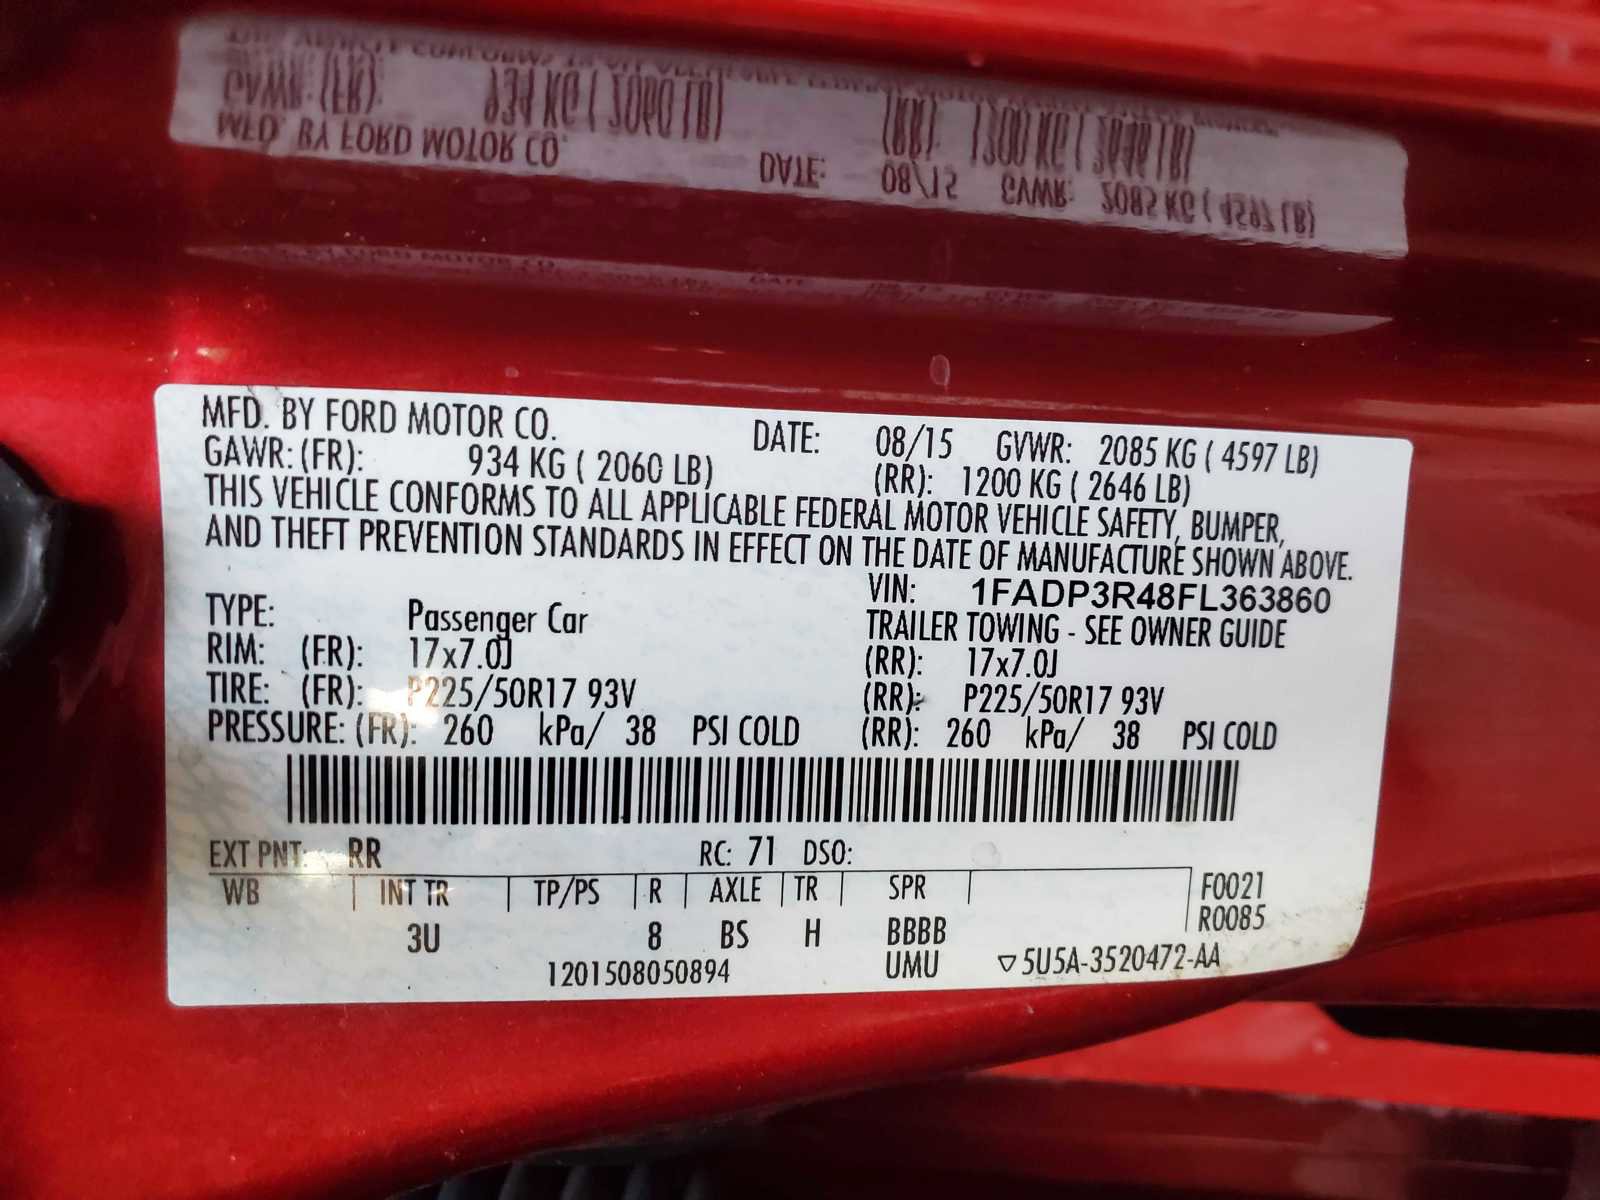 MFD. BY FORD MOTOR CO. DATE: 08/15 GVWR: 2085 KG ( 4597 LB)
GAWR: (FR): 934 KG ( 2060 LB) (RR): 1200 KG ( 2646 LB)
THIS VEHICLE CONFORMS TO ALL APPLICABLE FEDERAL MOTOR VEHICLE SAFETY, BUMPER,
AND THEFT PREVENTION STANDARDS IN EFFECT ON THE DATE OF MANUFACTURE SHOWN ABOVE.
VIN: 1FADP3R48FL363860
TYPE: Passenger Car TRAILER TOWING - SEE OWNER GUIDE
RIM: (FR): 17x7.0J (RR): 17x7.0J
TIRE: (FR): P225/50R17 93V (RR): P225/50R17 93V
PRESSURE: (FR): 260 kPa/ 38 PSI COLD (RR): 260 kPa/ 38 PSI COLD
EXT PNT: RR RC: 71 DSO:
WB INT TR TP/PS R AXLE TR SPR F0021
3U 8 BS H BBBB R0085
1201508050894 UMU ▽5U5A-3520472-AA